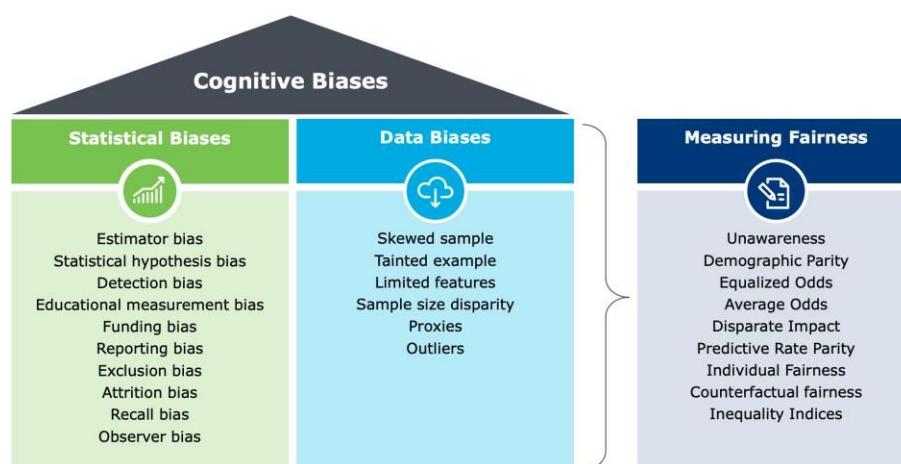 Cognitive Biases
Statistical Biases
Estimator bias
Statistical hypothesis bias
Detection bias
Educational measurement bias
Funding bias
Reporting bias
Exclusion bias
Attrition bias
Recall bias
Observer bias
Data Biases
Skewed sample
Tainted example
Limited features
Sample size disparity
Proxies
Outliers
Measuring Fairness
Unawareness
Demographic Parity
Equalized Odds
Average Odds
Disparate Impact
Predictive Rate Parity
Individual Fairness
Counterfactual fairness
Inequality Indices